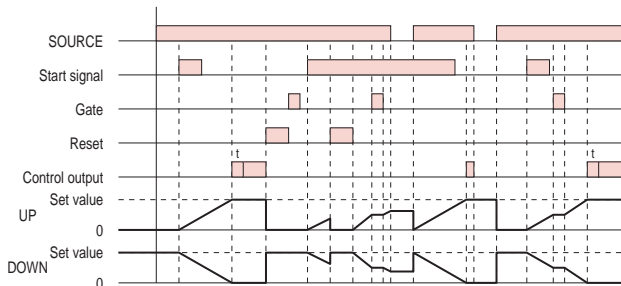 SOURCE
Start signal
Gate
Reset
t
t
Control output
Set value
UP
0
Set value
DOWN
0